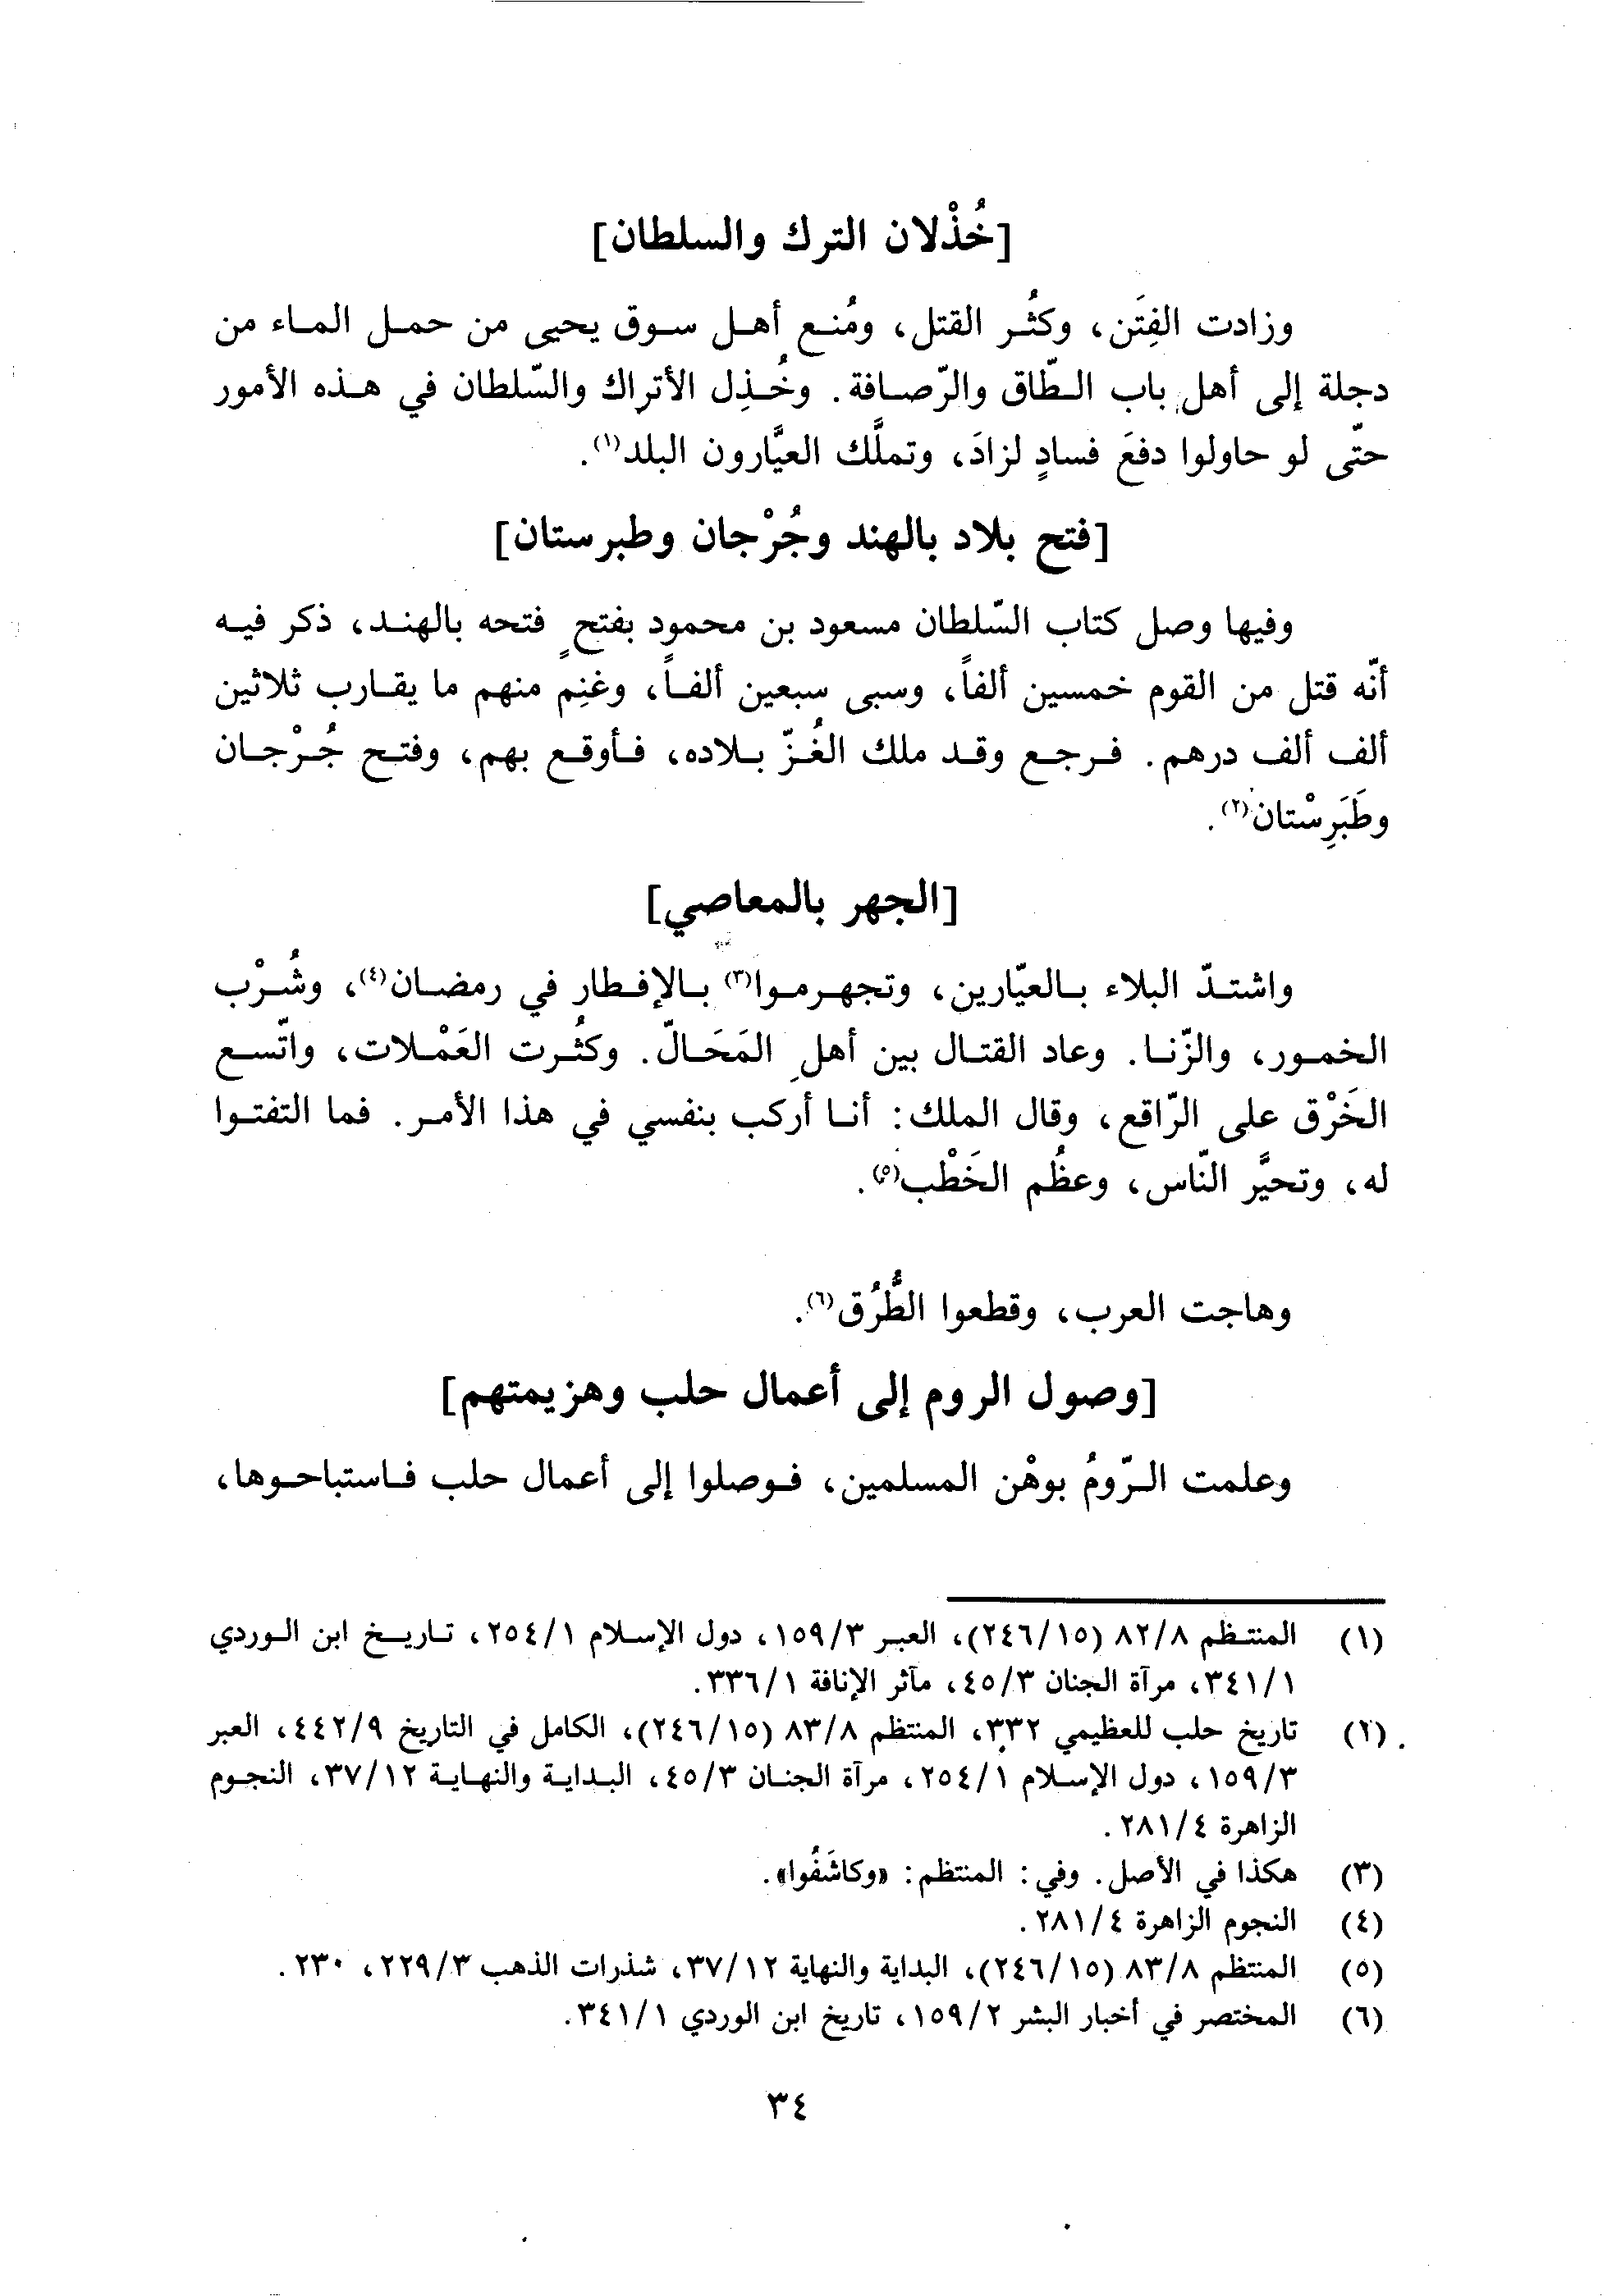 [خُذْلان الترك والسلطان]
وزادت الفِتَن، وكثُر القتل، ومُنع أهل سوق يحيى من حمل الماء من
دجلة إلى أهل باب الطّاق والرّصافة. وخُذِل الأتراك والسّلطان في هذه الأمور
حتّى لو حاولوا دفعَ فسادٍ لزادَ، وتملَّك العيَّارون البلد(١).
[فتح بلاد بالهند وجُرْجان وطبرستان]
وفيها وصل كتاب السّلطان مسعود بن محمود بفتحٍ فتحه بالهند، ذكر فيه
أنّه قتل من القوم خمسين ألفاً، وسبى سبعين ألفاً، وغنِم منهم ما يقارب ثلاثين
ألف ألف درهم. فرجع وقد ملك الغُزّ بلاده، فأوقع بهم، وفتح جُرْجان
وطَبَرِسْتان(٢).
[الجهر بالمعاصي]
واشتدّ البلاء بالعيّارين، وتجهرموا(٣) بالإفطار في رمضان(٤)، وشُرْب
الخمور، والزّنا. وعاد القتال بين أهل المَحَالّ. وكثُرت العَمْلات، واتّسع
الخَرْق على الرّاقع، وقال الملك: أنا أركب بنفسي في هذا الأمر. فما التفتوا
له، وتحيَّر النّاس، وعظُم الخَطْب(٥).
وهاجت العرب، وقطعوا الطُّرُق(٦).
[وصول الروم إلى أعمال حلب وهزيمتهم]
وعلمت الرّومُ بوهْن المسلمين، فوصلوا إلى أعمال حلب فاستباحوها،
(١) المنتظم ٨٢/٨ (٢٤٦/١٥)، العبر ١٥٩/٣، دول الإسلام ٢٥٤/١، تاريخ ابن الوردي
٣٤١/١، مرآة الجنان ٤٥/٣، مآثر الإنافة ٣٣٦/١.
(٢) تاريخ حلب للعظيمي ٣٣٢، المنتظم ٨٣/٨ (٢٤٦/١٥)، الكامل في التاريخ ٤٤٢/٩، العبر
١٥٩/٣، دول الإسلام ٢٥٤/١، مرآة الجنان ٤٥/٣، البداية والنهاية ٣٧/١٢، النجوم
الزاهرة ٢٨١/٤.
(٣) هكذا في الأصل. وفي: المنتظم: «وكاشَفُوا».
(٤) النجوم الزاهرة ٢٨١/٤.
(٥) المنتظم ٨٣/٨ (٢٤٦/١٥)، البداية والنهاية ٣٧/١٢، شذرات الذهب ٢٢٩/٣، ٢٣٠.
(٦) المختصر في أخبار البشر ١٥٩/٢، تاريخ ابن الوردي ٣٤١/١.
٣٤